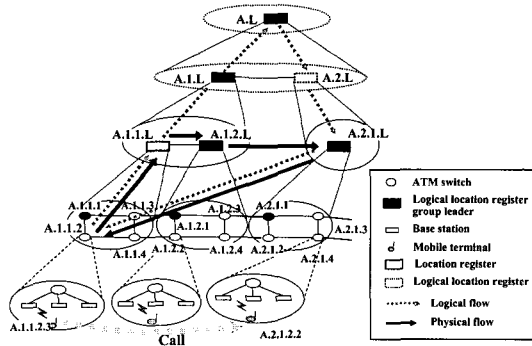 A.L
A.1.L
A.2.L
A.1.1.L
A.1.2.L
A.2.1.L
A.1.1.1
A.1.1.3
A.1.2.3
A.2.1.1
A.1.1.2
A.1.2.1
A.2.1.3
A.1.1.4
A.1.2.2
A.1.2.4
A.2.1.2
A.2.1.4
A.1.1.2.3
Call
A.2.1.2.2
ATM switch
Logical location register
group leader
Base station
Mobile terminal
Location register
Logical location register
Logical flow
Physical flow